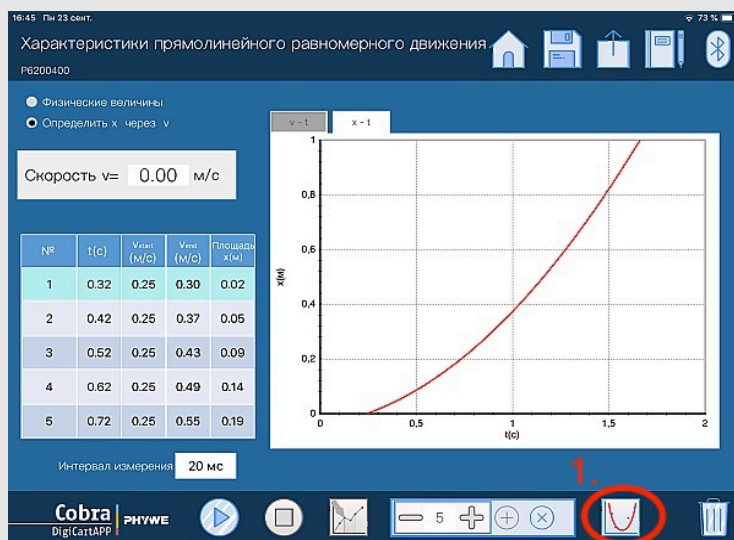 16:45 Пн 23 сент.
73 %
Характеристики прямолинейного равномерного движения
P6200400
Физические величины
Определить x через v
Скорость v= 0.00 м/с
№ t(с) Vstart (м/с) Vend (м/с) Площадь x(м)
1 0.32 0.25 0.30 0.02
2 0.42 0.25 0.37 0.05
3 0.52 0.25 0.43 0.09
4 0.62 0.25 0.49 0.14
5 0.72 0.25 0.55 0.19
Интервал измерения 20 мс
v - t
x - t
1
0,8
0,6
0,4
0,2
0
x(м)
0 0,5 1 1,5 2
t(с)
1.
Cobra PHYWE
DigiCartAPP
5